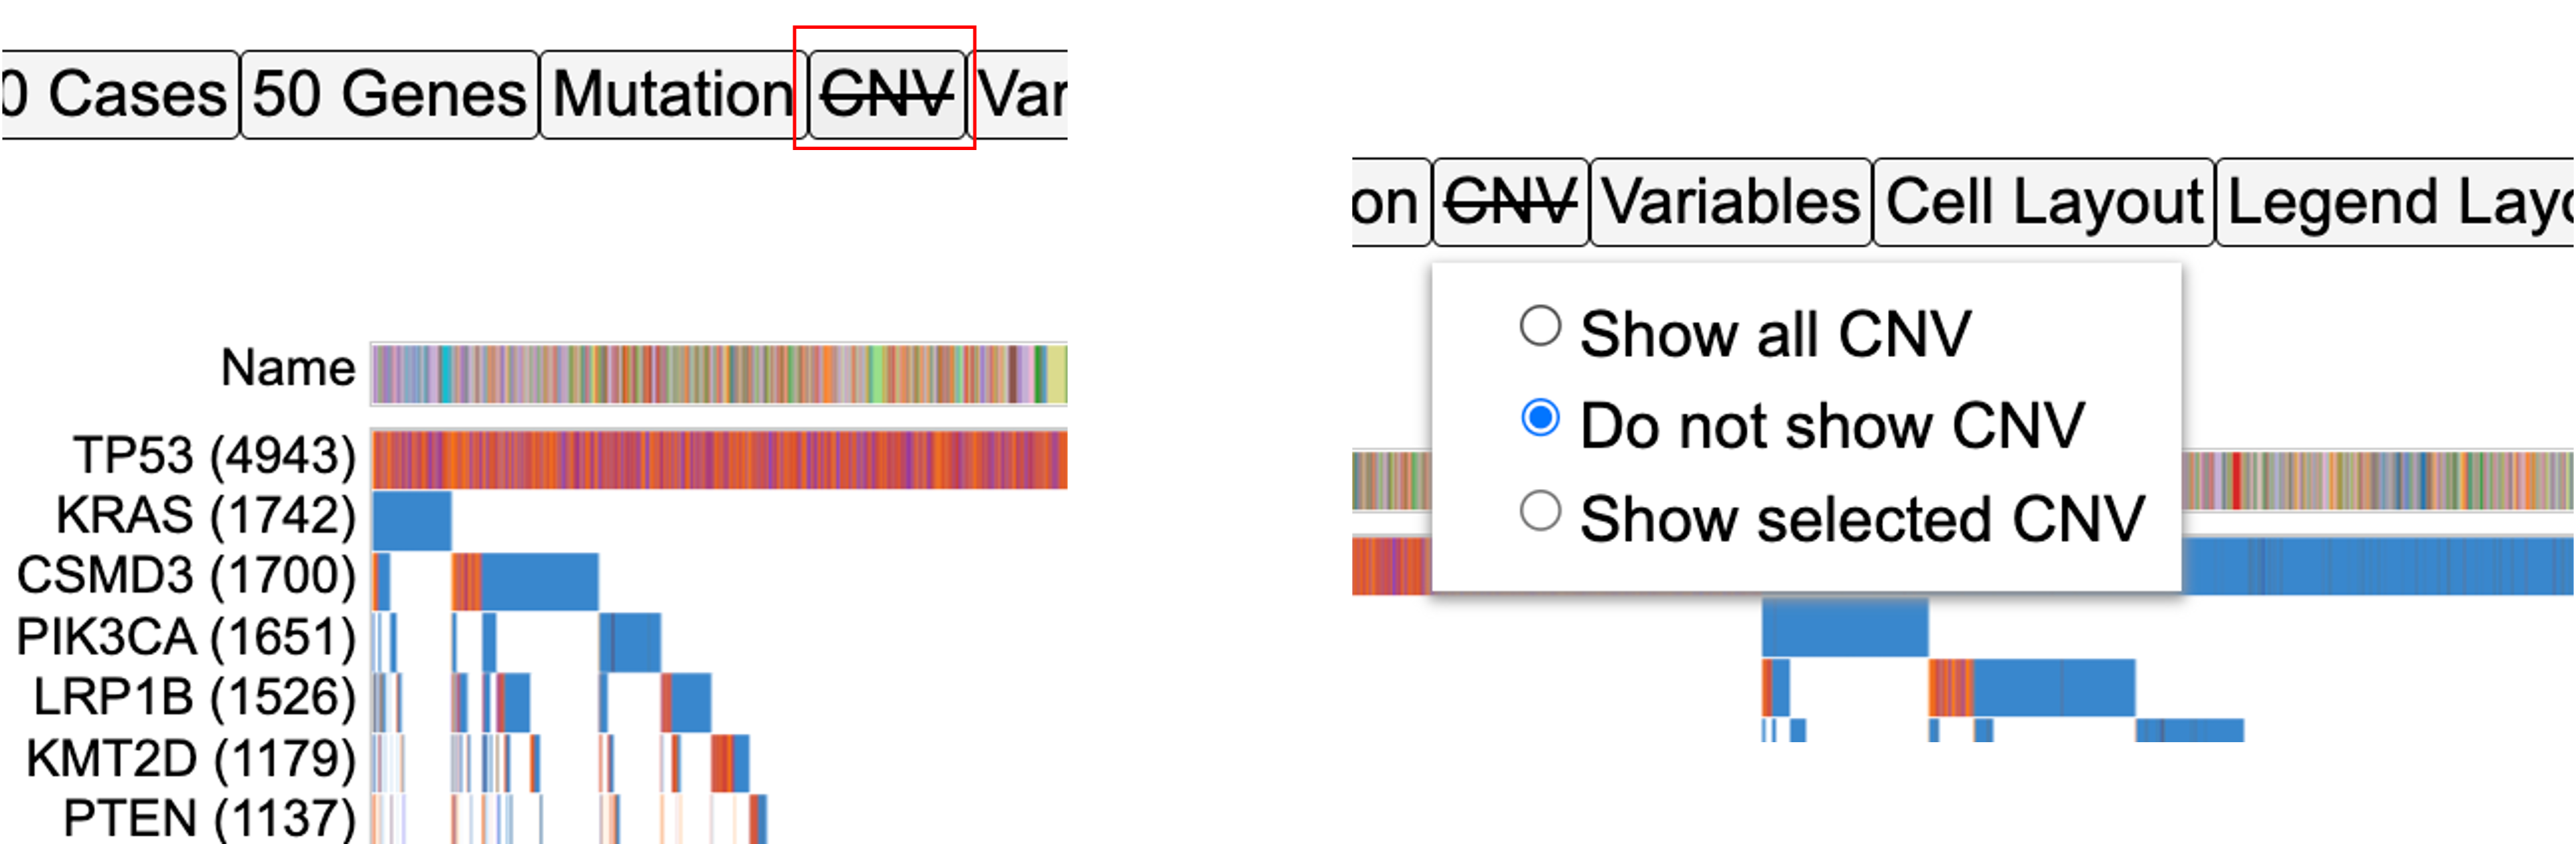 0 Cases 50 Genes Mutation CNV Var
Name
TP53 (4943)
KRAS (1742)
CSMD3 (1700)
PIK3CA (1651)
LRP1B (1526)
KMT2D (1179)
PTEN (1137)
on CNV Variables Cell Layout Legend Layo
Show all CNV
Do not show CNV
Show selected CNV